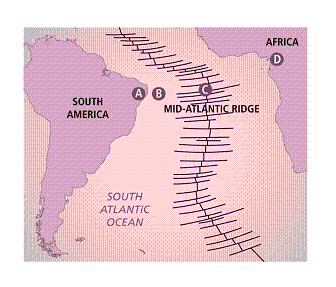 AFRICA
D
SOUTH
AMERICA
A
B
C
MID-ATLANTIC RIDGE
SOUTH
ATLANTIC
OCEAN